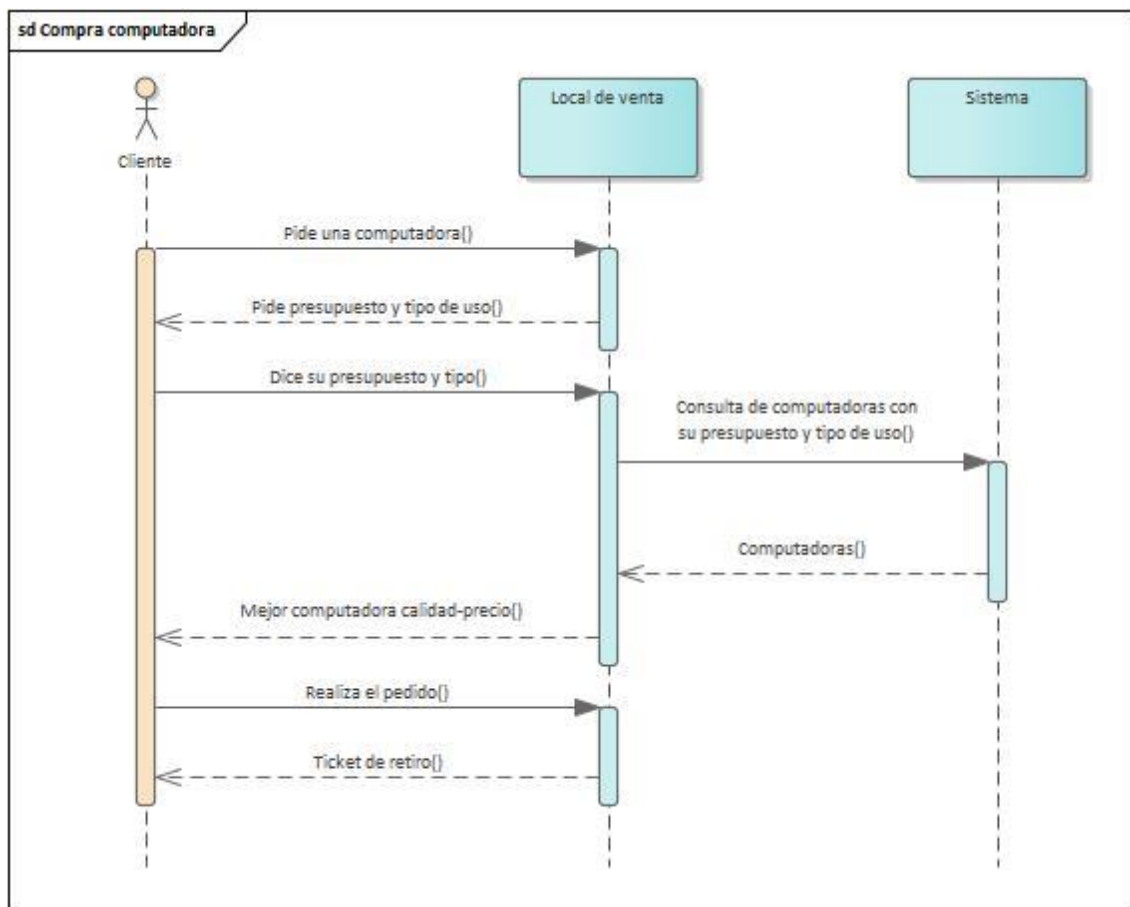 sd Compra computadora
Local de venta
Sistema
Cliente
Pide una computadora()
Pide presupuesto y tipo de uso()
Dice su presupuesto y tipo()
Consulta de computadoras con
su presupuesto y tipo de uso()
Computadoras()
Mejor computadora calidad-precio()
Realiza el pedido()
Ticket de retiro()